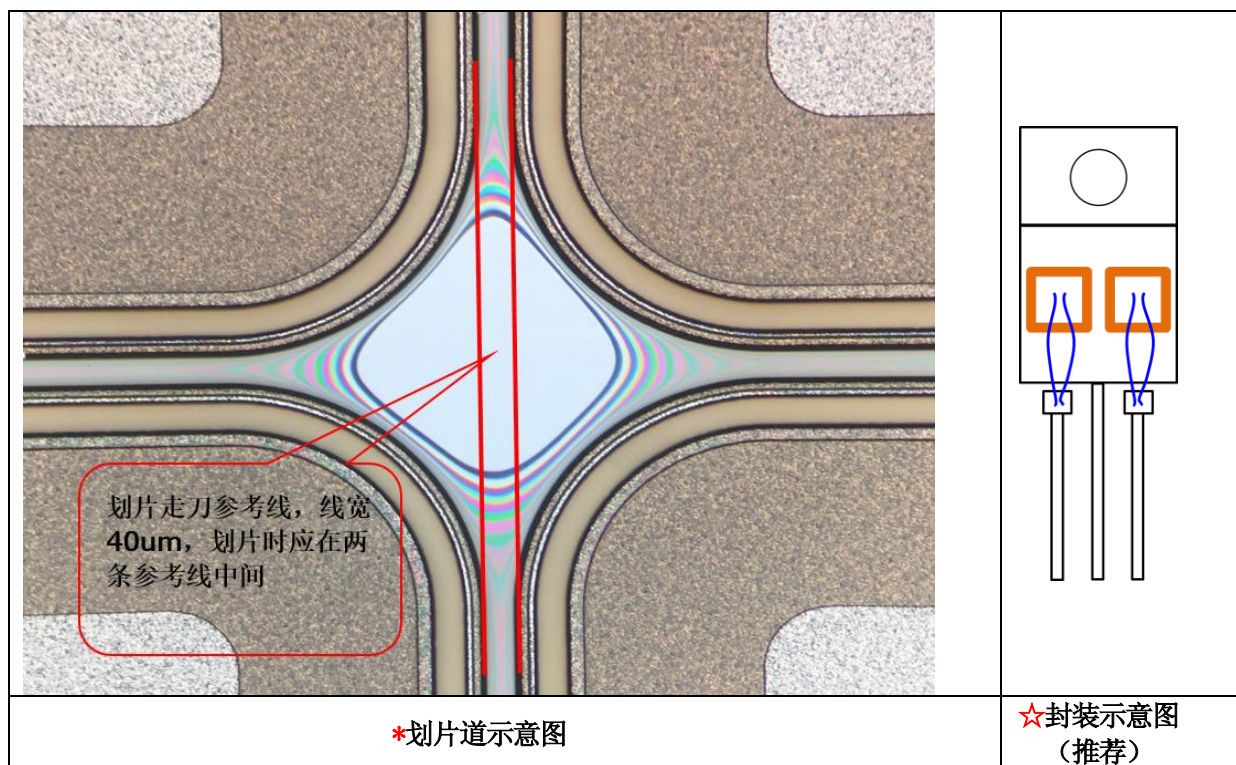 划片走刀参考线，线宽
40um，划片时应在两
条参考线中间
*划片道示意图
☆封装示意图
（推荐）